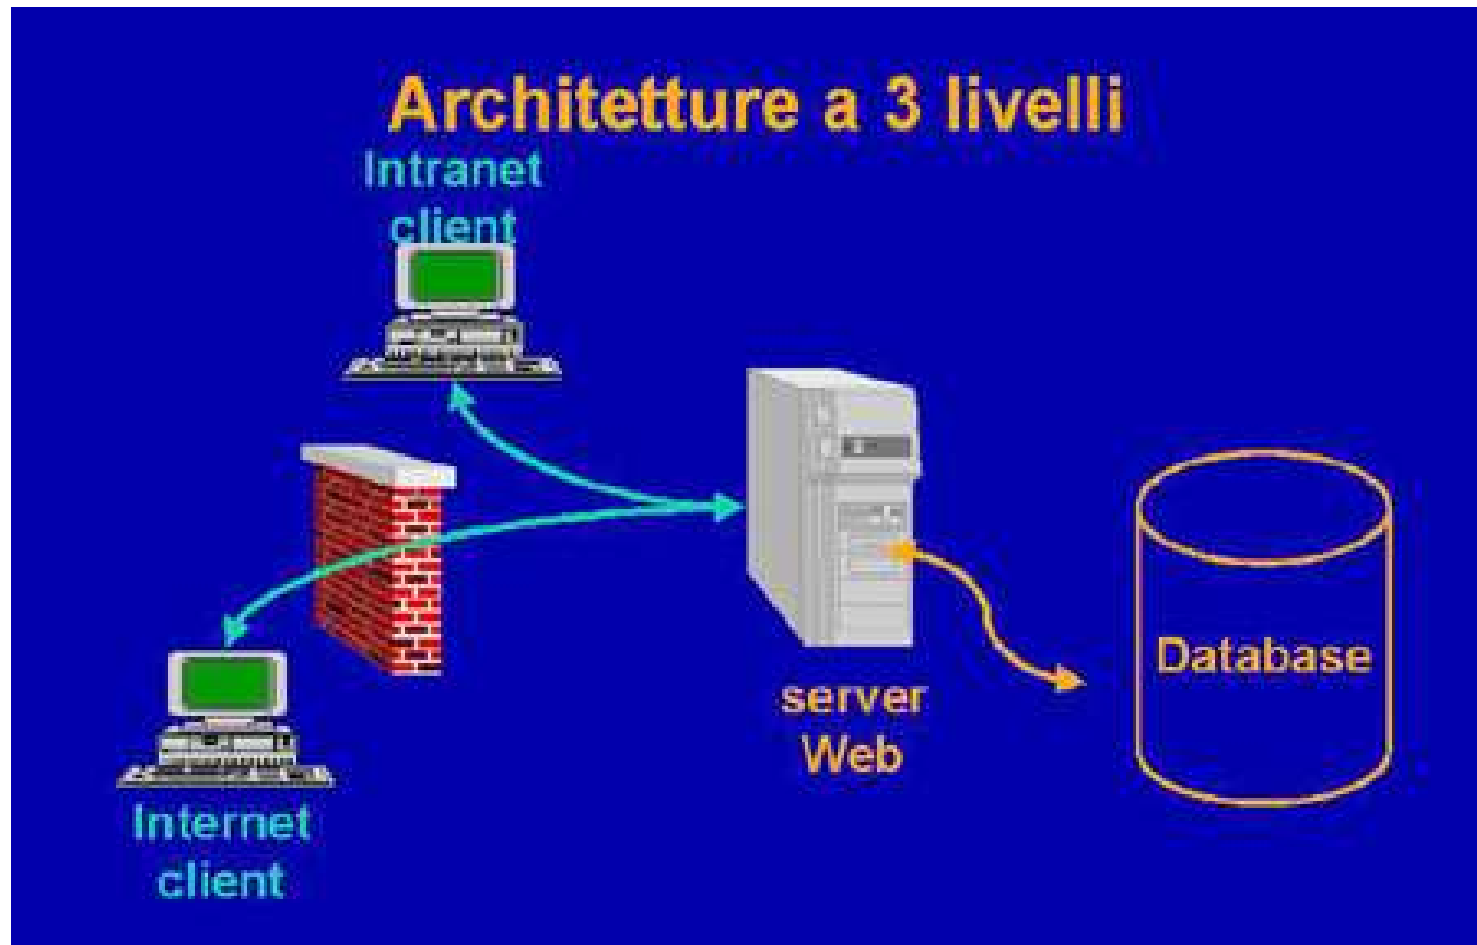 Architetture a 3 livelli
Intranet
client
server
Web
Database
Internet
client